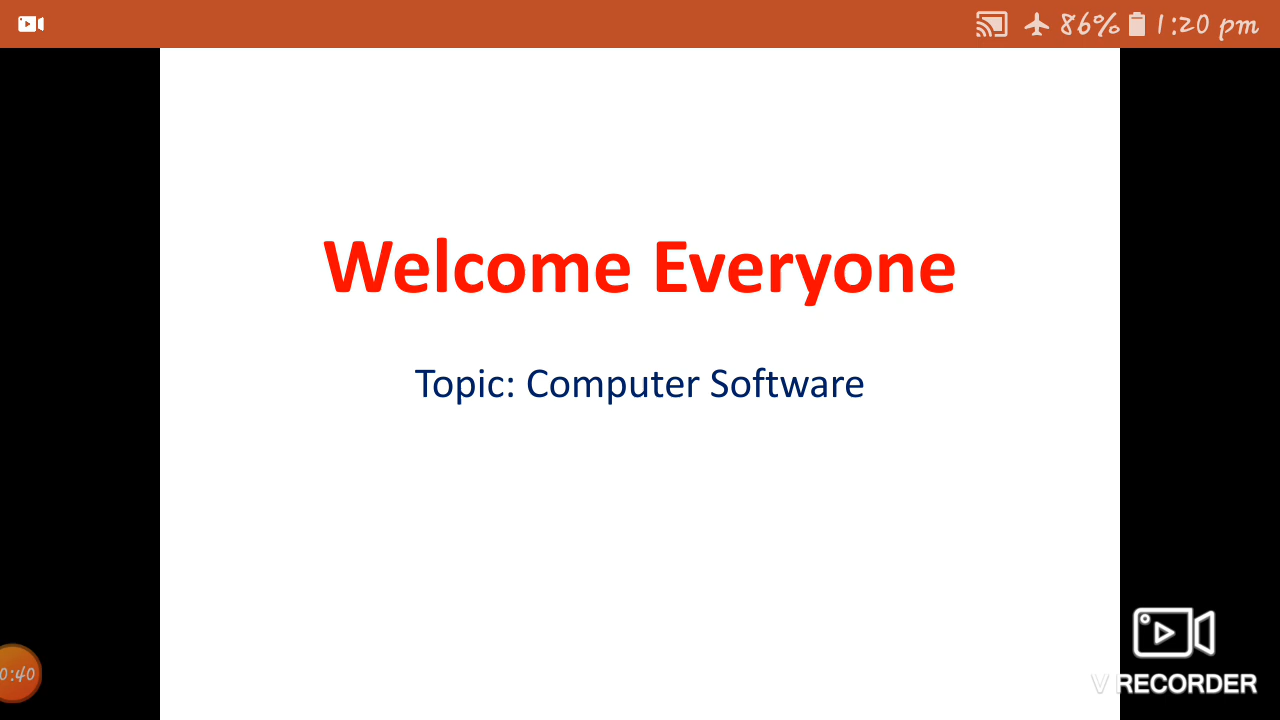 86% 1:20 pm
Welcome Everyone
Topic: Computer Software
0:40
V RECORDER